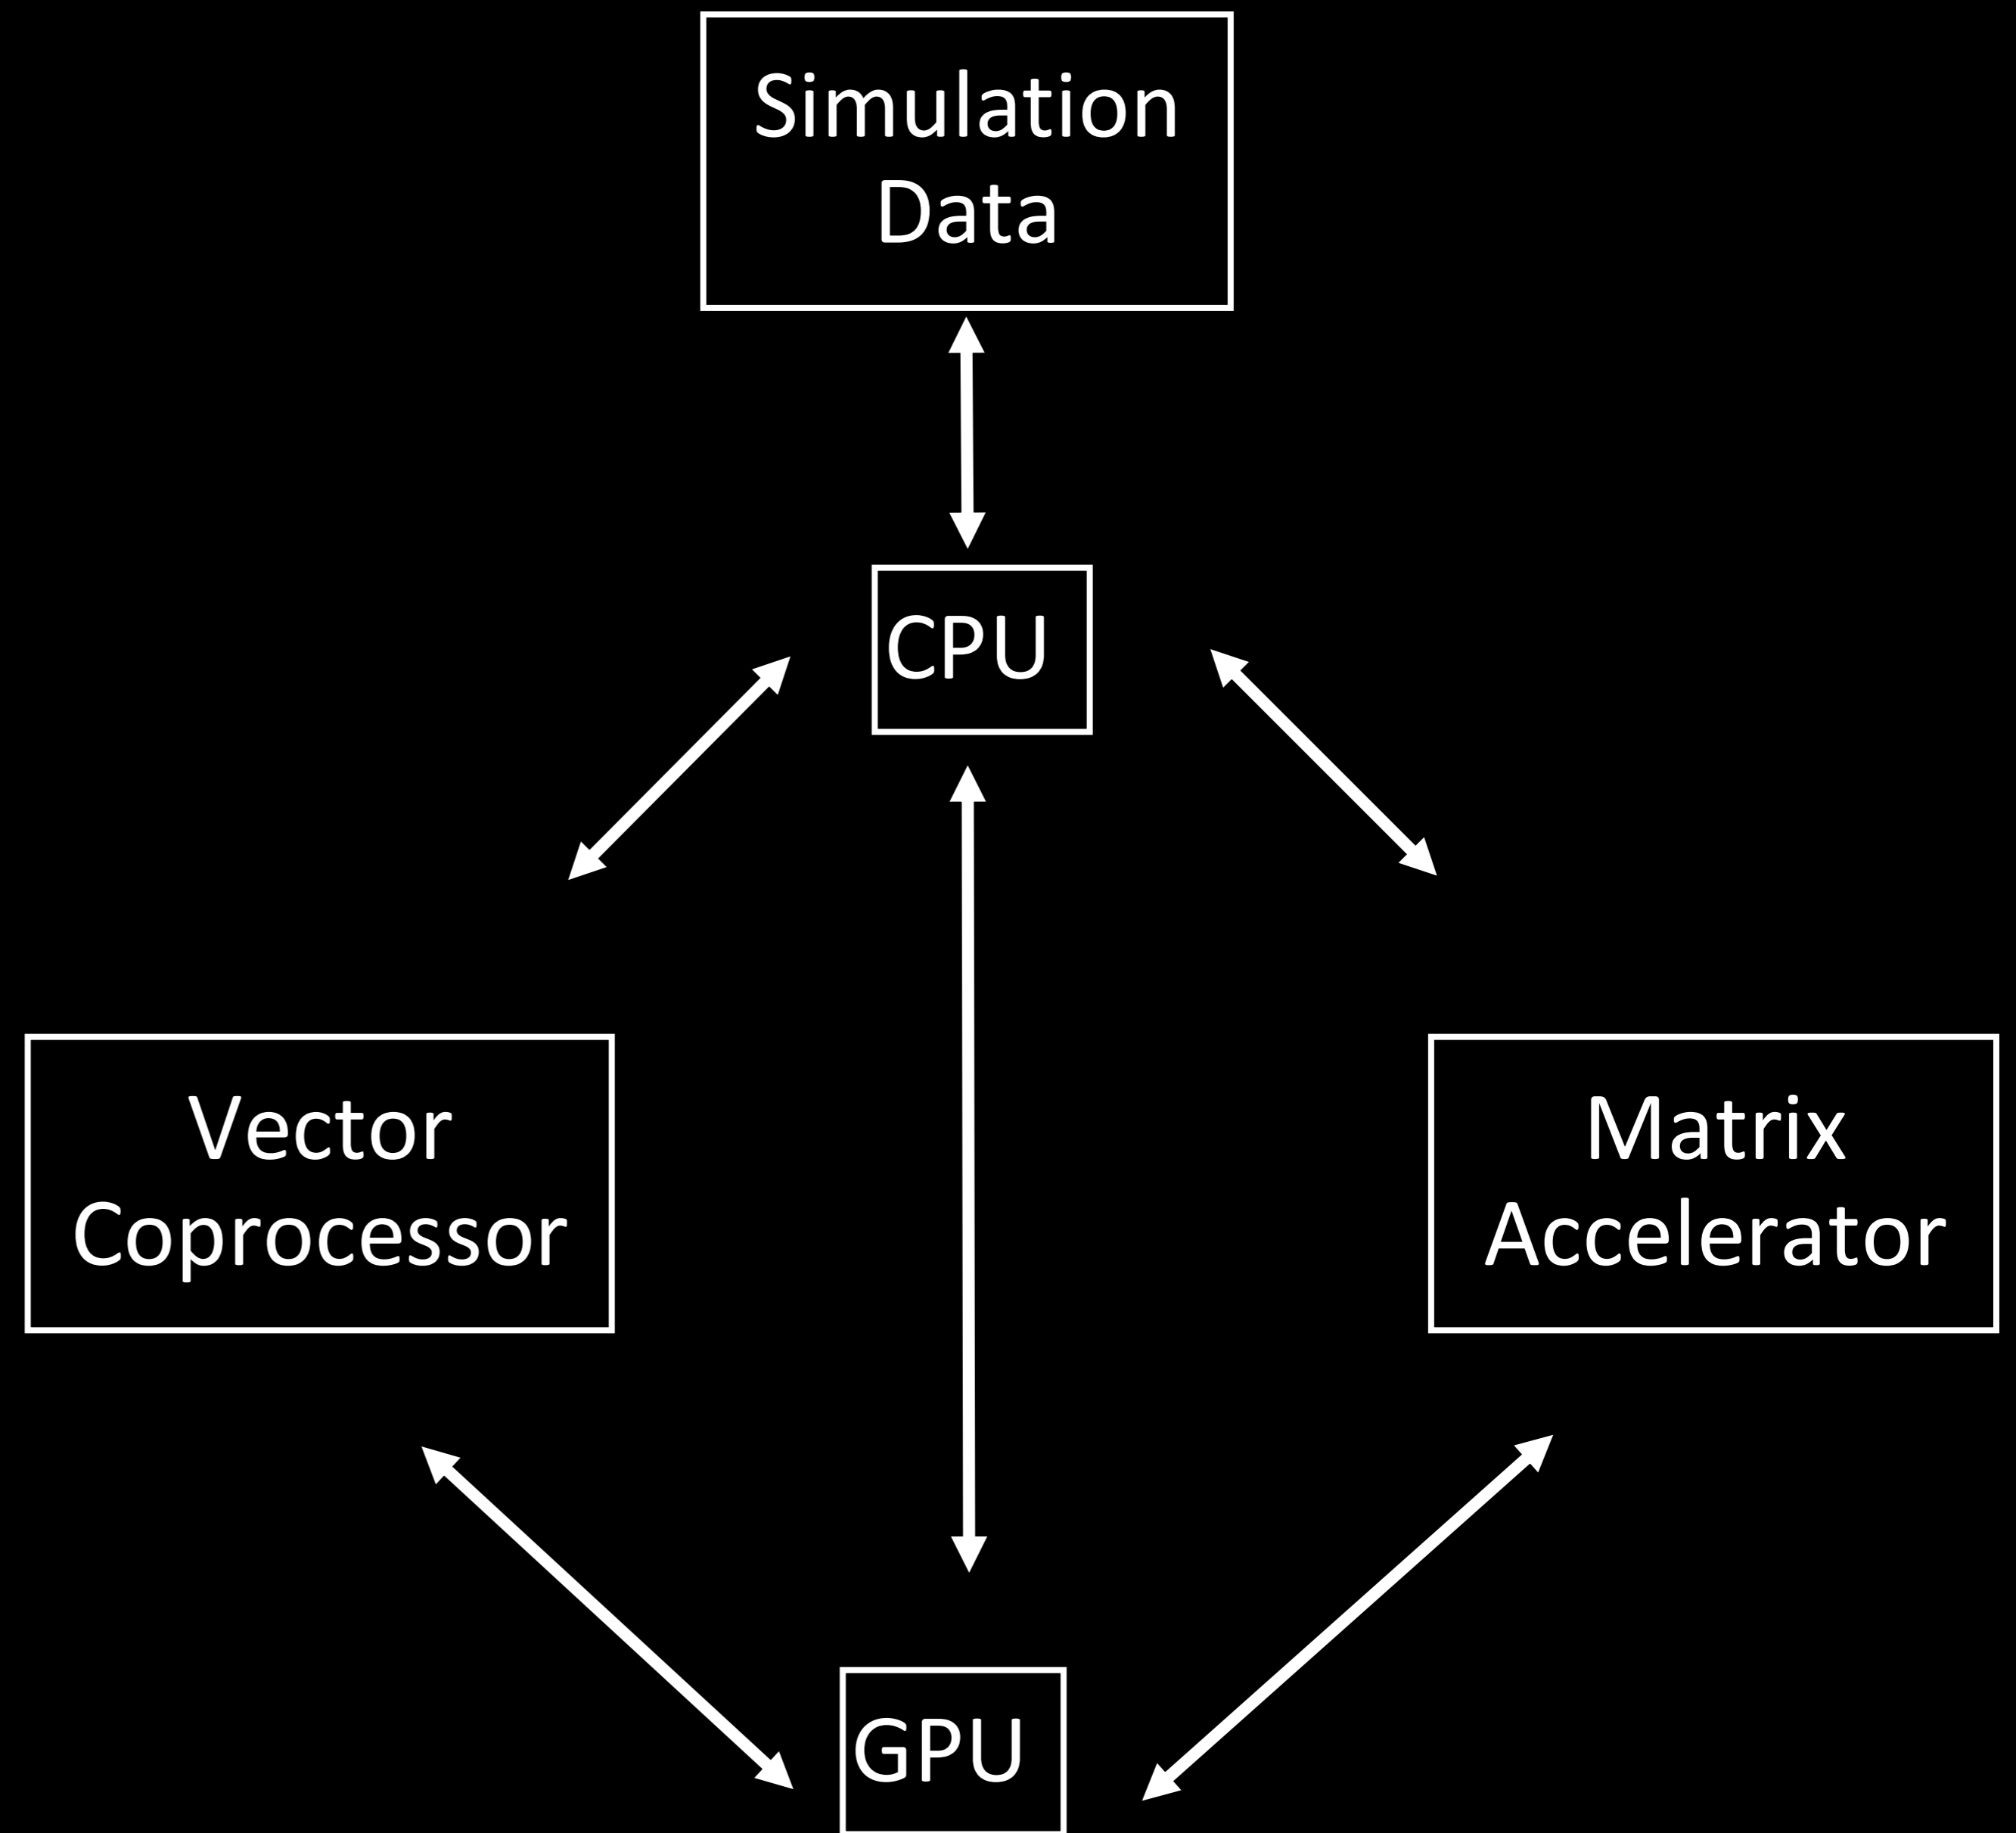 Simulation
Data
CPU
Vector
Coprocessor
Matrix
Accelerator
GPU